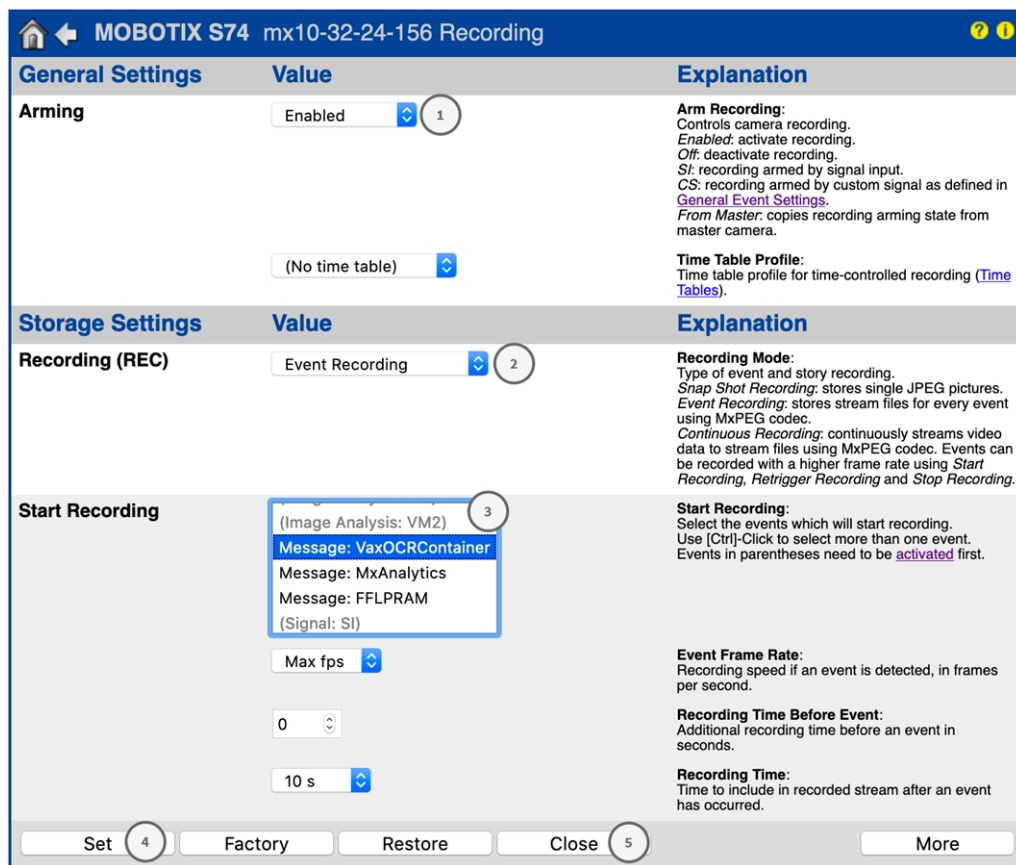 MOBOTIX S74 mx10-32-24-156 Recording
General Settings Value Explanation
Arming
Enabled
1
Arm Recording:
Controls camera recording.
Enabled: activate recording.
Off: deactivate recording.
SI: recording armed by signal input.
CS: recording armed by custom signal as defined in
General Event Settings.
From Master: copies recording arming state from
master camera.
(No time table)
Time Table Profile:
Time table profile for time-controlled recording (Time
Tables).
Storage Settings Value Explanation
Recording (REC)
Event Recording
2
Recording Mode:
Type of event and story recording.
Snap Shot Recording: stores single JPEG pictures.
Event Recording: stores stream files for every event
using MxPEG codec.
Continuous Recording: continuously streams video
data to stream files using MxPEG codec. Events can
be recorded with a higher frame rate using Start
Recording, Retrigger Recording and Stop Recording.
Start Recording
3
(Image Analysis: VM2)
Message: VaxOCRContainer
Message: MxAnalytics
Message: FFLPRAM
(Signal: SI)
Start Recording:
Select the events which will start recording.
Use [Ctrl]-Click to select more than one event.
Events in parentheses need to be activated first.
Max fps
Event Frame Rate:
Recording speed if an event is detected, in frames
per second.
0
Recording Time Before Event:
Additional recording time before an event in
seconds.
10 s
Recording Time:
Time to include in recorded stream after an event
has occurred.
Set 4 Factory Restore Close 5 More